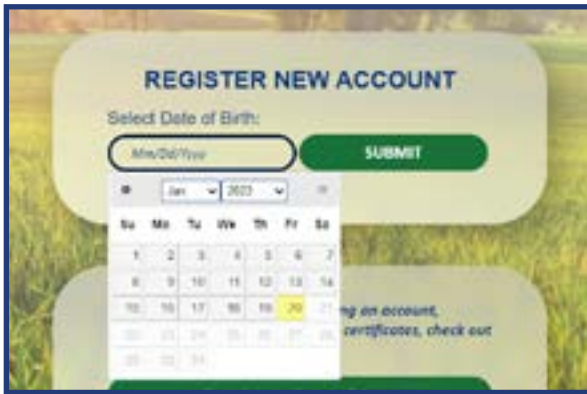 REGISTER NEW ACCOUNT
Select Date of Birth:
Mm/Dd/Yyyy SUBMIT
Jan 2023
Su Mo Tu We Th Fr Sa
1 2 3 4 5 6 7
8 9 10 11 12 13 14
15 16 17 18 19 20 21
22 23 24 25 26 27 28
29 30 31
ng an account,
certificates, check out